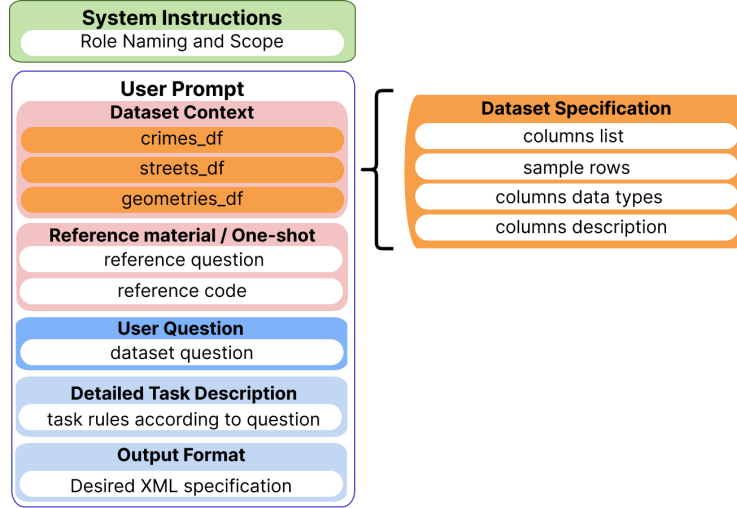 System Instructions
Role Naming and Scope
User Prompt
Dataset Context
crimes_df
streets_df
geometries_df
Reference material / One-shot
reference question
reference code
User Question
dataset question
Detailed Task Description
task rules according to question
Output Format
Desired XML specification
Dataset Specification
columns list
sample rows
columns data types
columns description